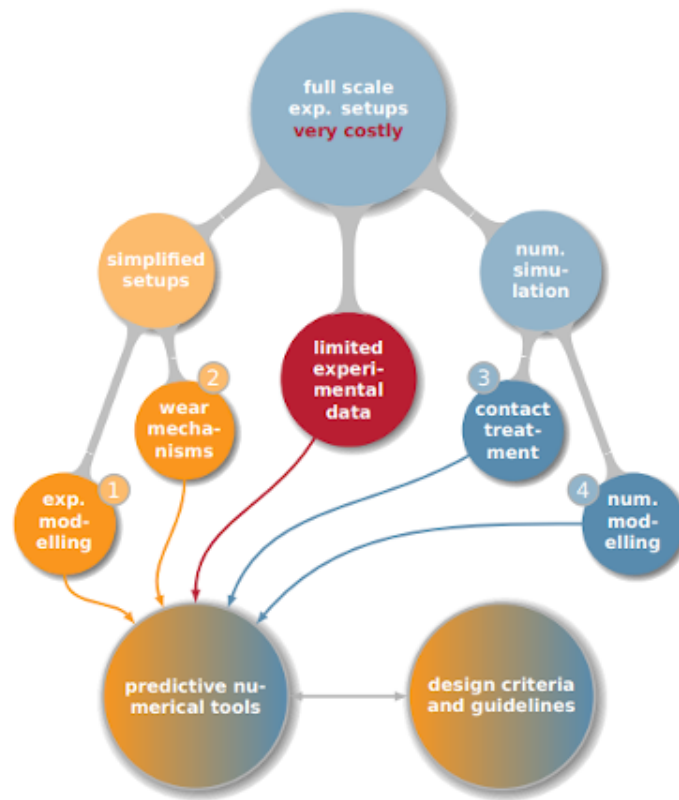 full scale
exp. setups
very costly
simplified
setups
num.
simu-
lation
limited
experi-
mental
data
2
wear
mecha-
nisms
3
contact
treat-
ment
1
exp.
mod-
elling
4
num.
mod-
elling
predictive nu-
merical tools
design criteria
and guidelines